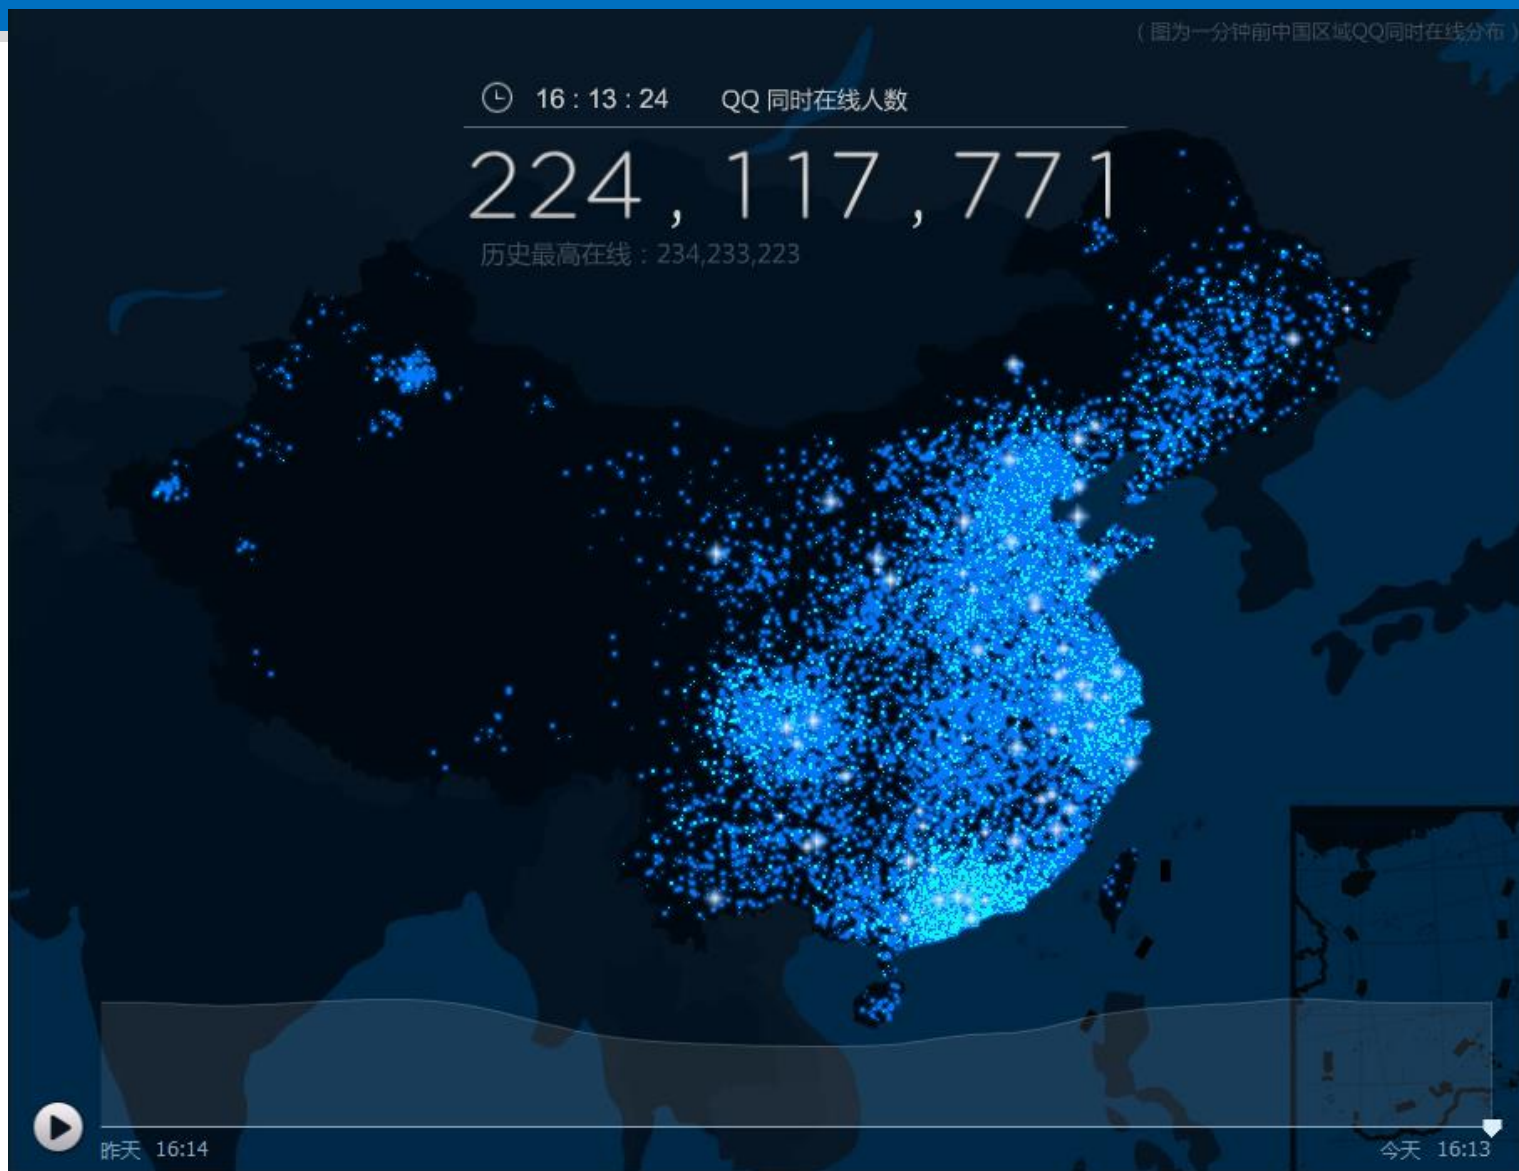 (图为一分钟前中国区域QQ同时在线分布)
16:13:24 QQ 同时在线人数
224,117,771
历史最高在线:234,233,223
昨天 16:14
今天 16:13